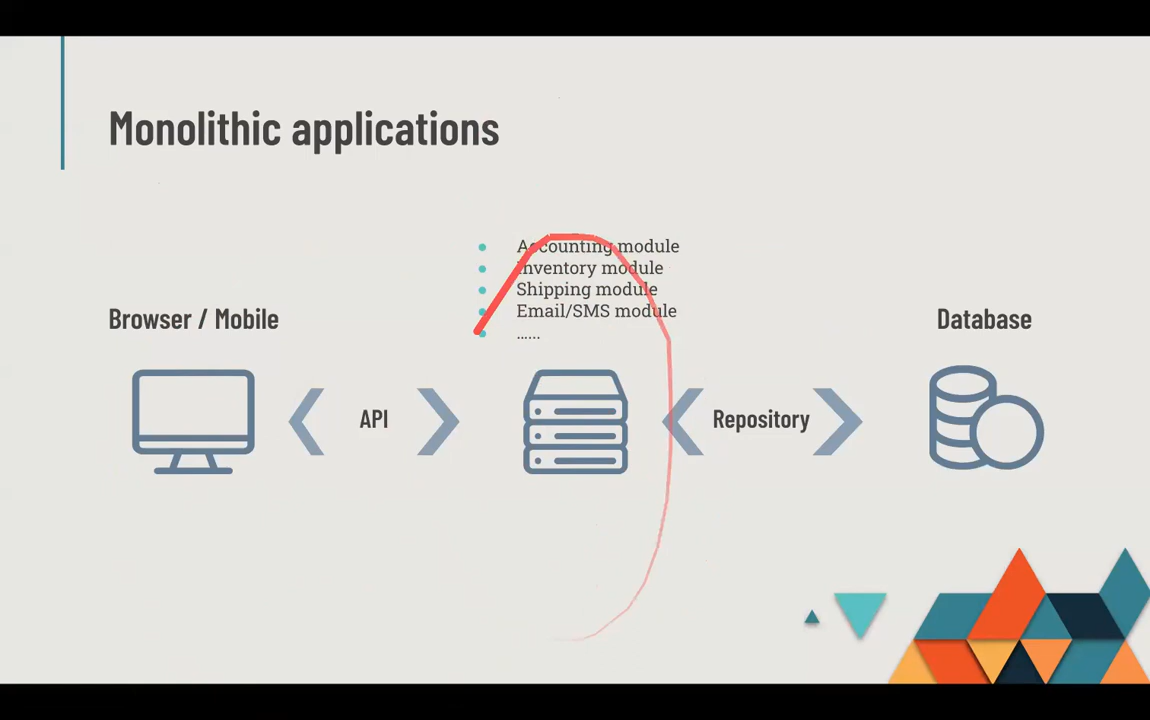 Monolithic applications
Accounting module
Inventory module
Shipping module
Email/SMS module
......
Browser / Mobile
Database
API
Repository